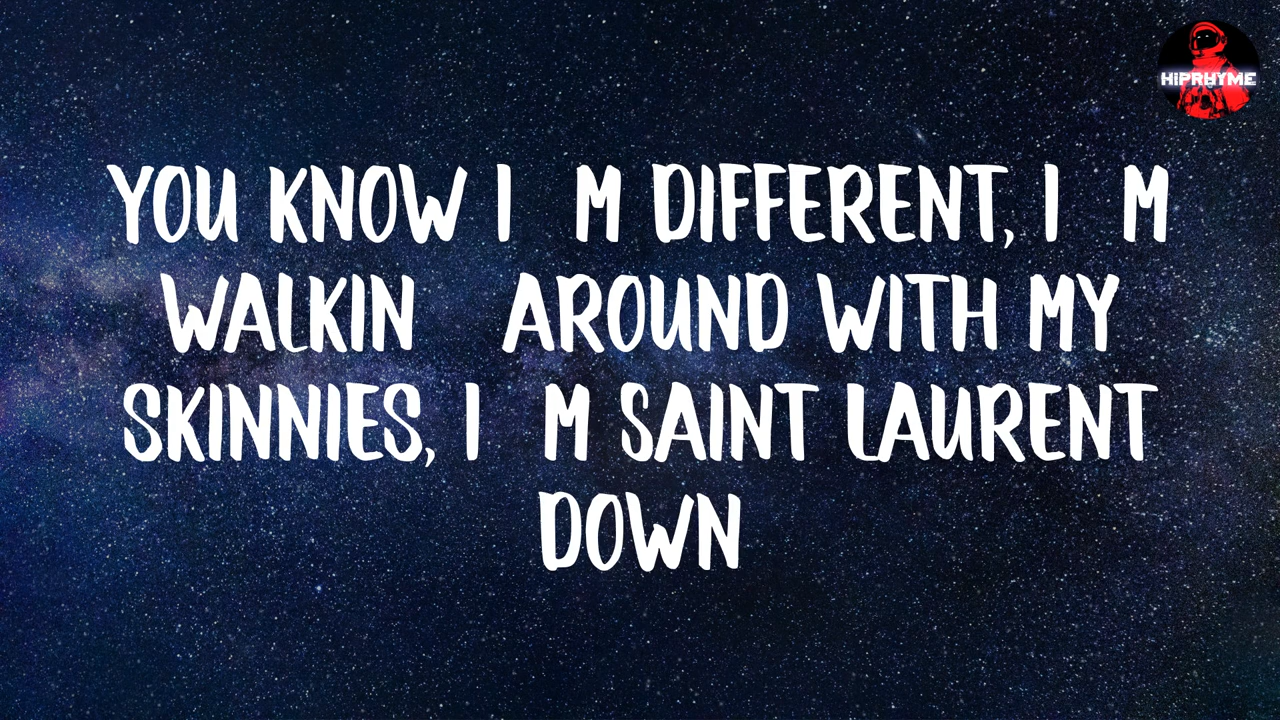 HIPRHYME
YOU KNOW I M DIFFERENT, I M
WALKIN AROUND WITH MY
SKINNIES, I M SAINT LAURENT
DOWN